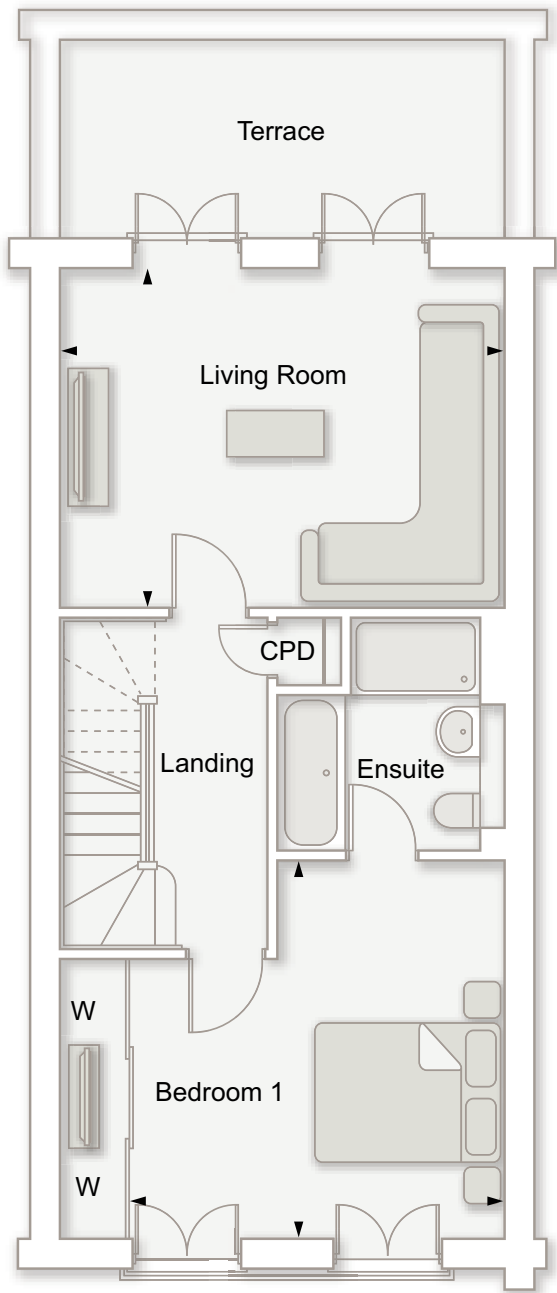 Terrace
Living Room
CPD
Landing
Ensuite
W
Bedroom 1
W